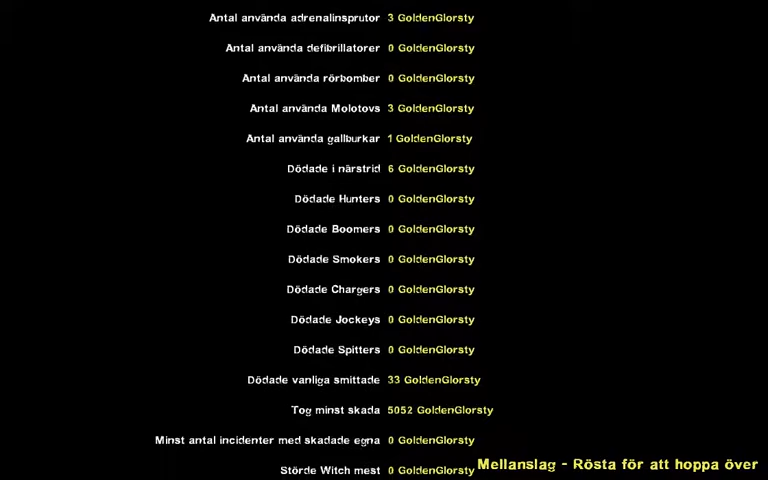 Antal använda adrenalinsprutor 3 GoldenGlorsty
Antal använda defibrillatorer 0 GoldenGlorsty
Antal använda rörbomber 0 GoldenGlorsty
Antal använda Molotovs 3 GoldenGlorsty
Antal använda gallburkar 1 GoldenGlorsty
Dödade i närstrid 6 GoldenGlorsty
Dödade Hunters 0 GoldenGlorsty
Dödade Boomers 0 GoldenGlorsty
Dödade Smokers 0 GoldenGlorsty
Dödade Chargers 0 GoldenGlorsty
Dödade Jockeys 0 GoldenGlorsty
Dödade Spitters 0 GoldenGlorsty
Dödade vanliga smittade 33 GoldenGlorsty
Tog minst skada 5052 GoldenGlorsty
Minst antal incidenter med skadade egna 0 GoldenGlorsty
Störde Witch mest 0 GoldenGlorsty
Mellanslag - Rösta för att hoppa över